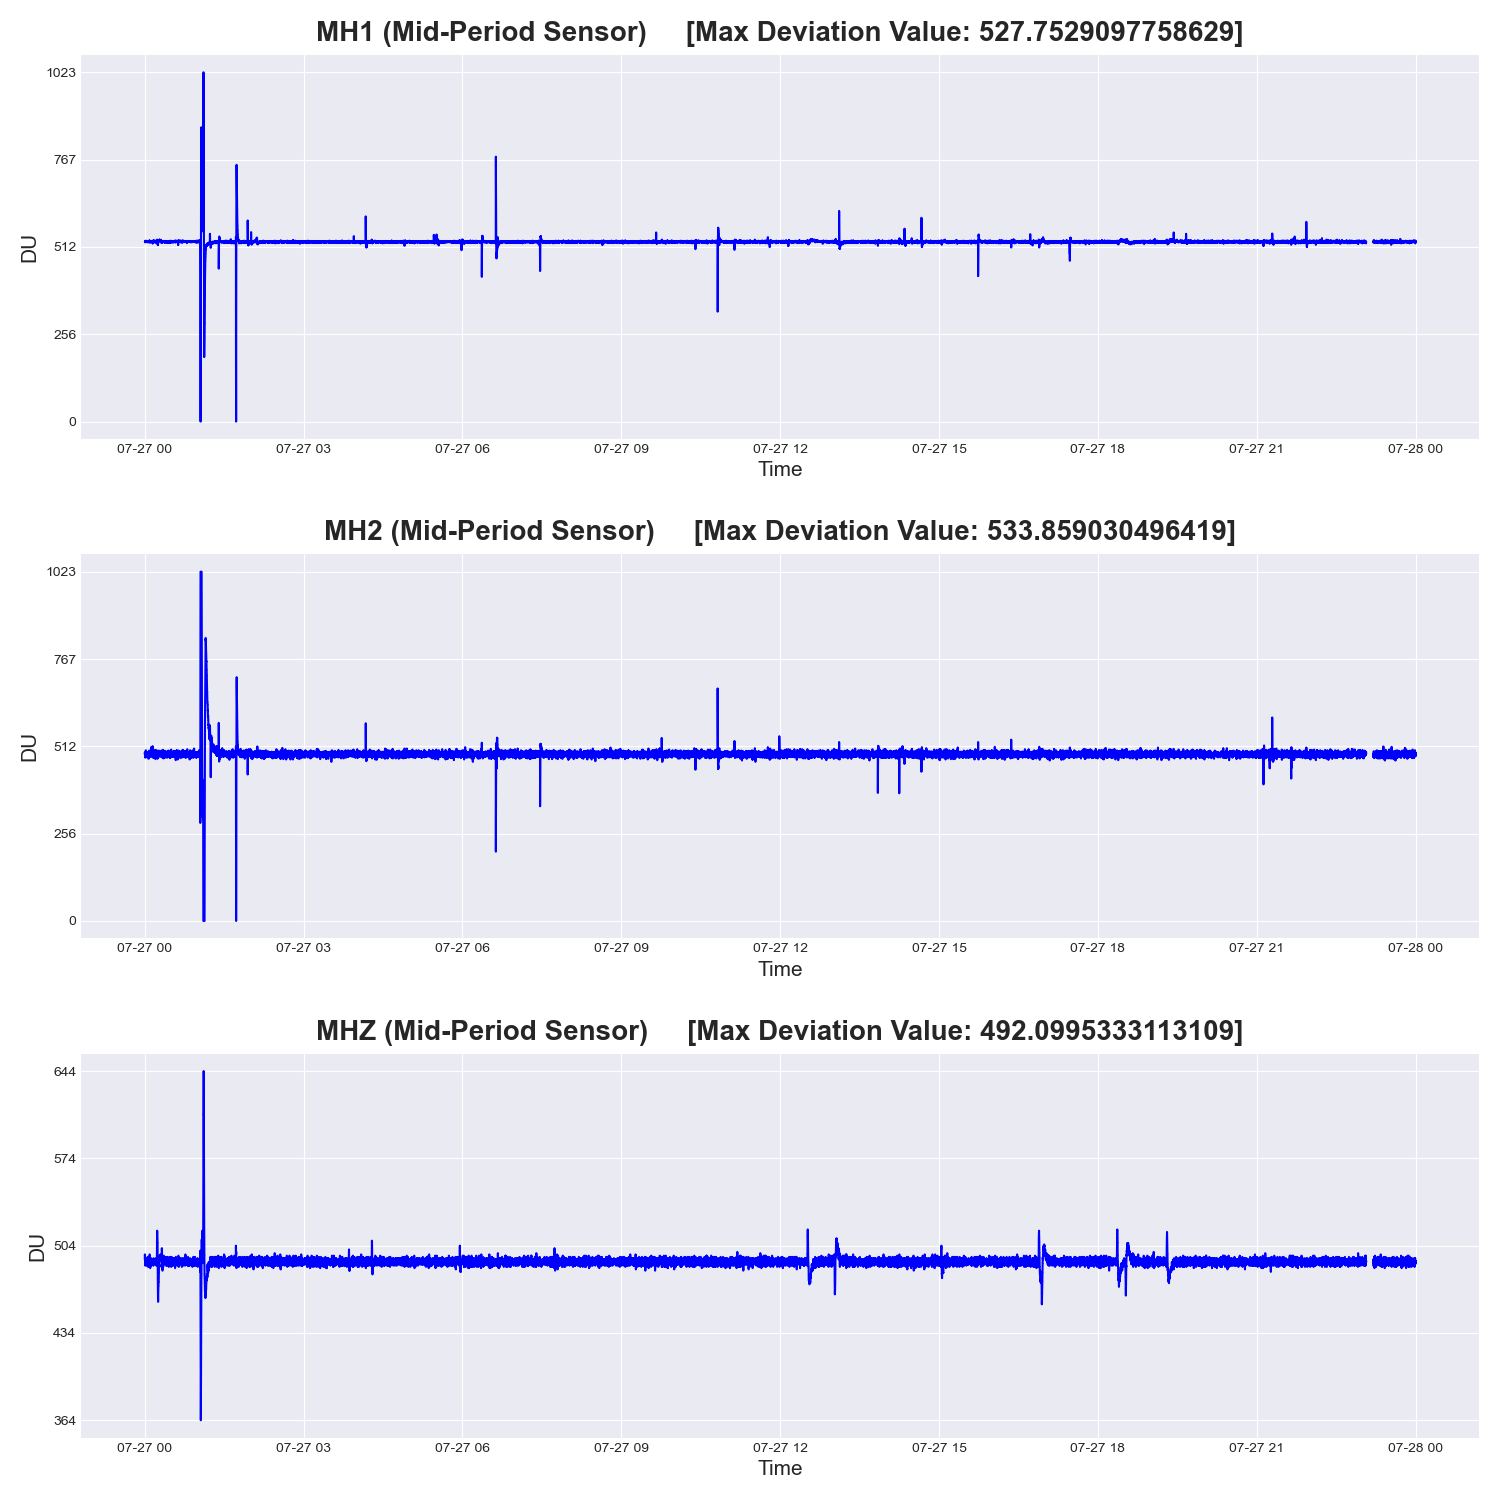 MH1 (Mid-Period Sensor)     [Max Deviation Value: 527.7529097758629]
1023
767
512
256
0
DU
07-27 00 07-27 03 07-27 06 07-27 09 07-27 12 07-27 15 07-27 18 07-27 21 07-28 00
Time
MH2 (Mid-Period Sensor)     [Max Deviation Value: 533.859030496419]
1023
767
512
256
0
DU
07-27 00 07-27 03 07-27 06 07-27 09 07-27 12 07-27 15 07-27 18 07-27 21 07-28 00
Time
MHZ (Mid-Period Sensor)     [Max Deviation Value: 492.0995333113109]
644
574
504
434
364
DU
07-27 00 07-27 03 07-27 06 07-27 09 07-27 12 07-27 15 07-27 18 07-27 21 07-28 00
Time